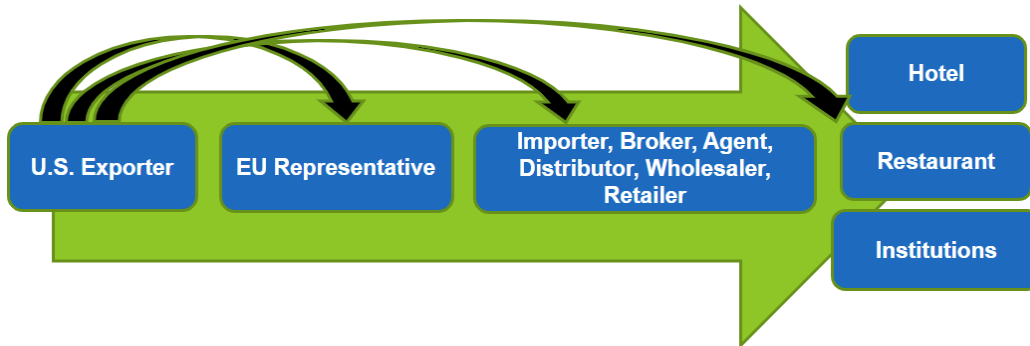 U.S. Exporter
EU Representative
Importer, Broker, Agent,
Distributor, Wholesaler,
Retailer
Hotel
Restaurant
Institutions